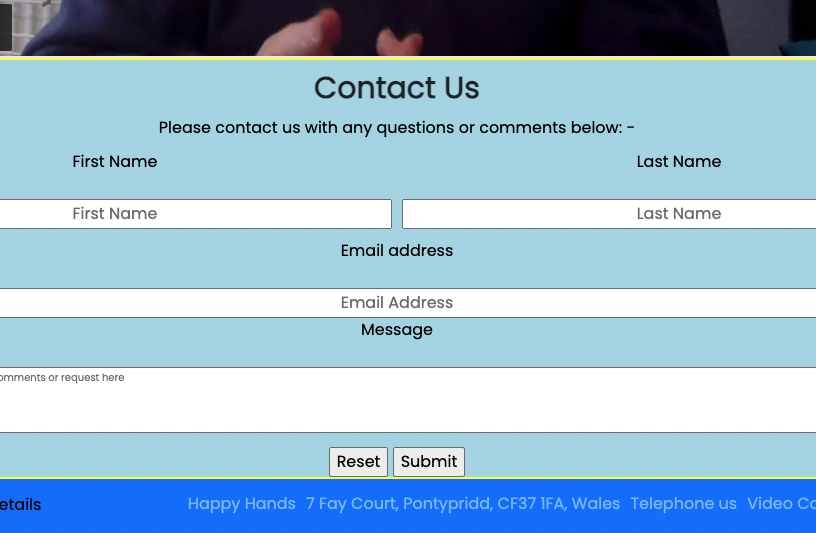 Contact Us
Please contact us with any questions or comments below: -
First Name Last Name
First Name Last Name
Email address
Email Address
Message
omments or request here
Reset Submit
etails Happy Hands 7 Fay Court, Pontypridd, CF37 1FA, Wales Telephone us Video Co